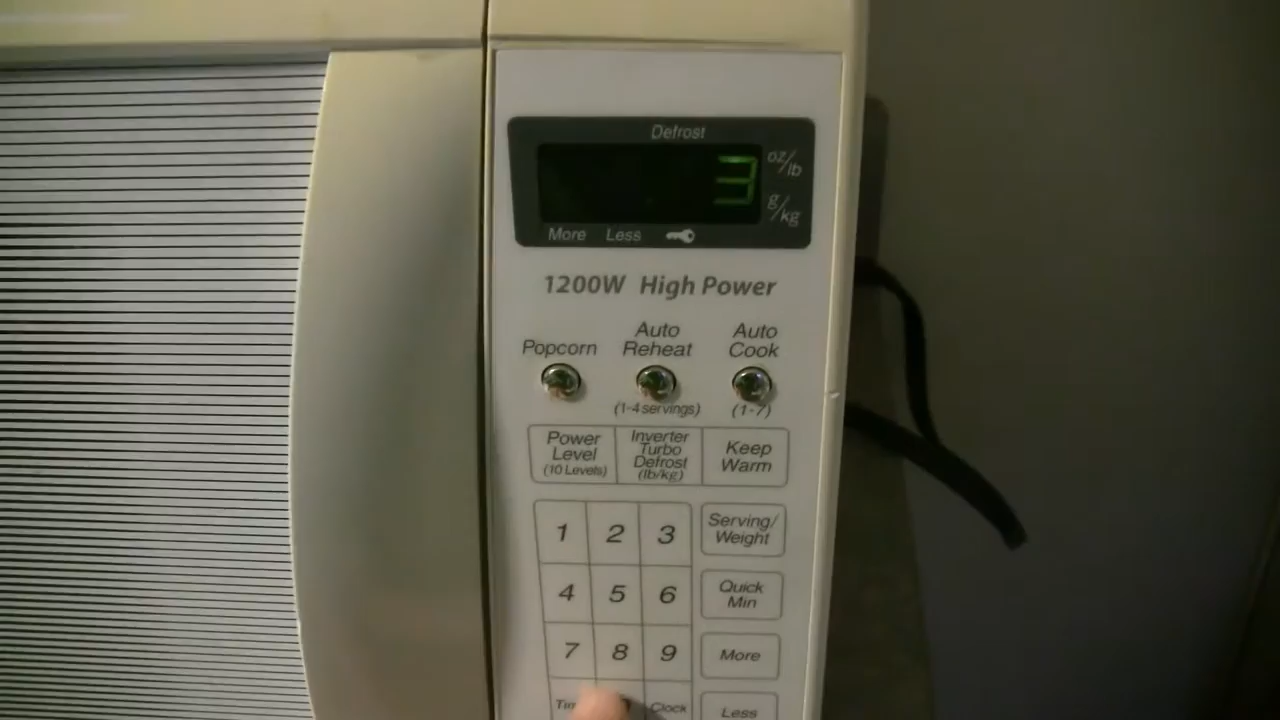 Defrost
3
oz/lb
g/kg
More Less
1200W High Power
Popcorn
Auto Reheat
(1-4 servings)
Auto Cook
(1-7)
Power Level
(10 Levels)
Inverter Turbo Defrost
(lb/kg)
Keep Warm
1 2 3
Serving/Weight
4 5 6
Quick Min
7 8 9
More
Clock
Less